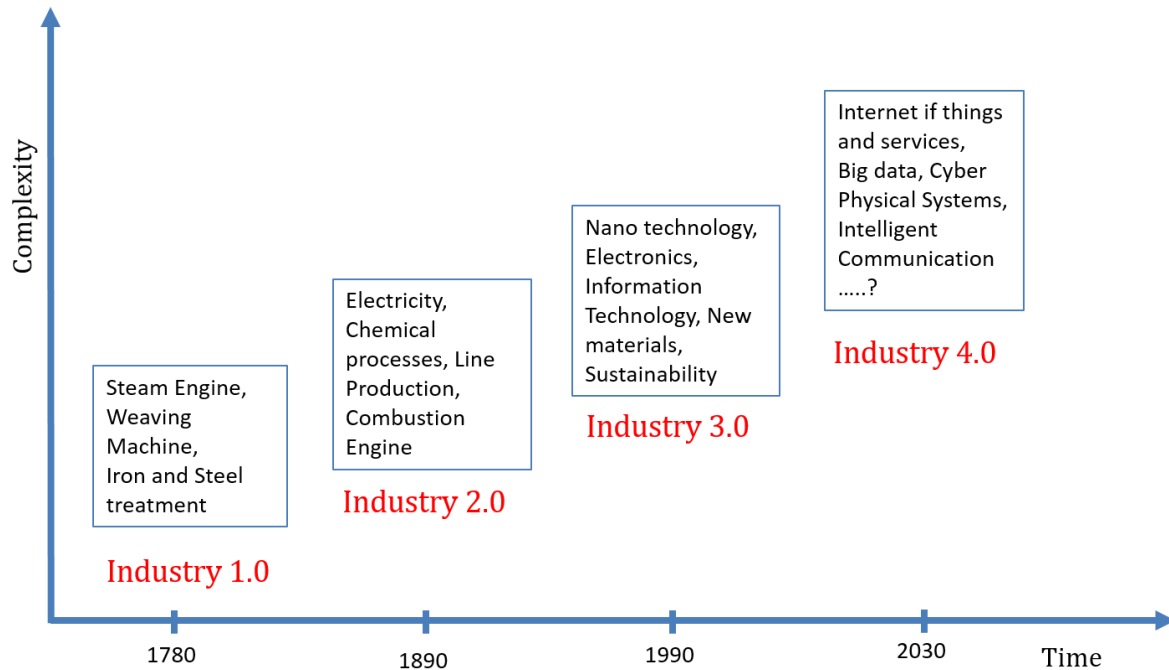 Complexity
Internet if things
and services,
Big data, Cyber
Physical Systems,
Intelligent
Communication
.....?
Industry 4.0
Nano technology,
Electronics,
Information
Technology, New
materials,
Sustainability
Industry 3.0
Electricity,
Chemical
processes, Line
Production,
Combustion
Engine
Industry 2.0
Steam Engine,
Weaving
Machine,
Iron and Steel
treatment
Industry 1.0
1780
1890
1990
2030
Time